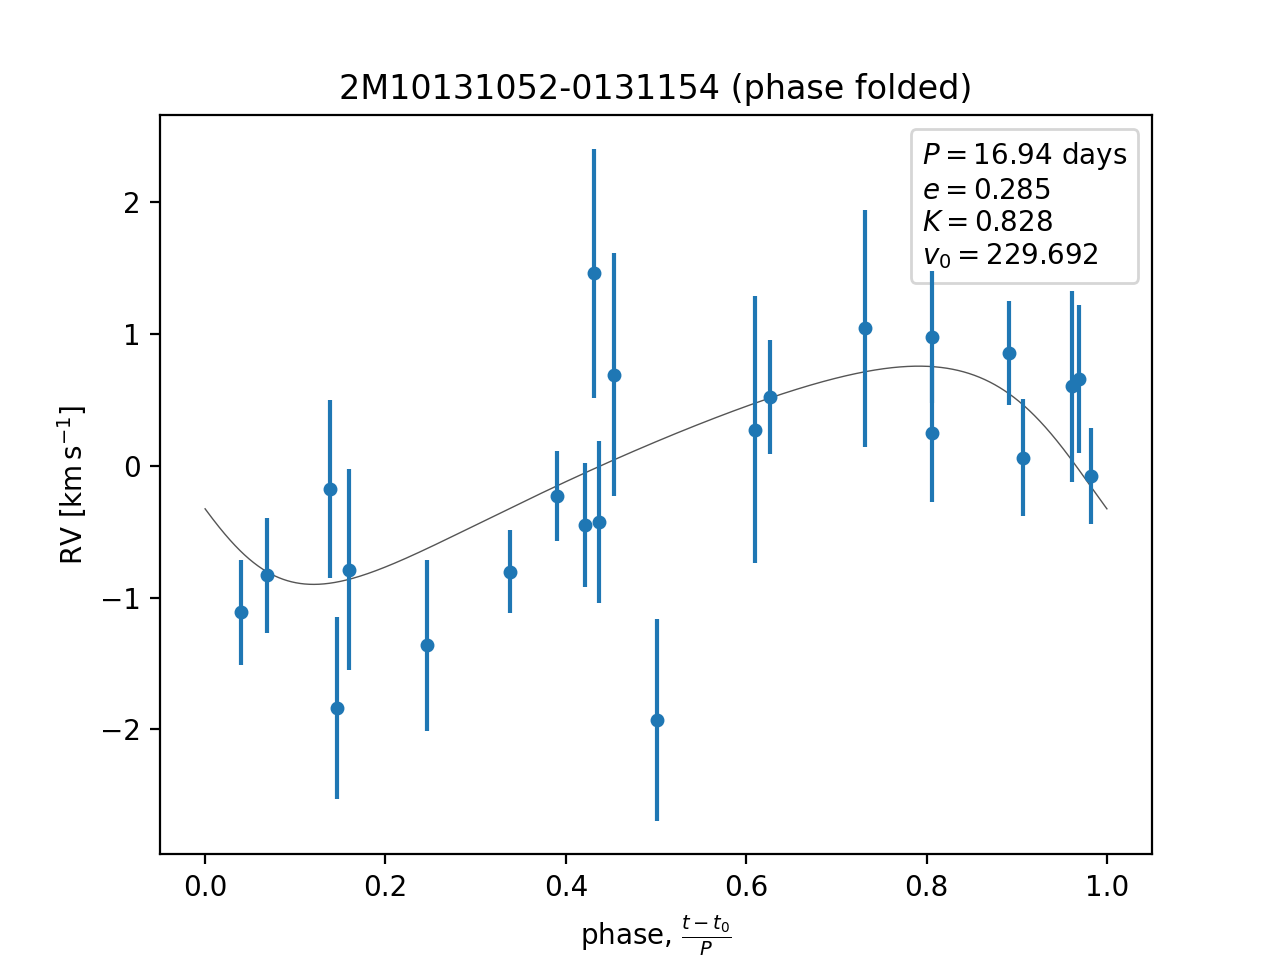 2M10131052-0131154 (phase folded)
P = 16.94 days
e = 0.285
K = 0.828
v₀ = 229.692
RV [km s⁻¹]
2
1
0
−1
−2
0.0 0.2 0.4 0.6 0.8 1.0
phase, (t − t₀)/P